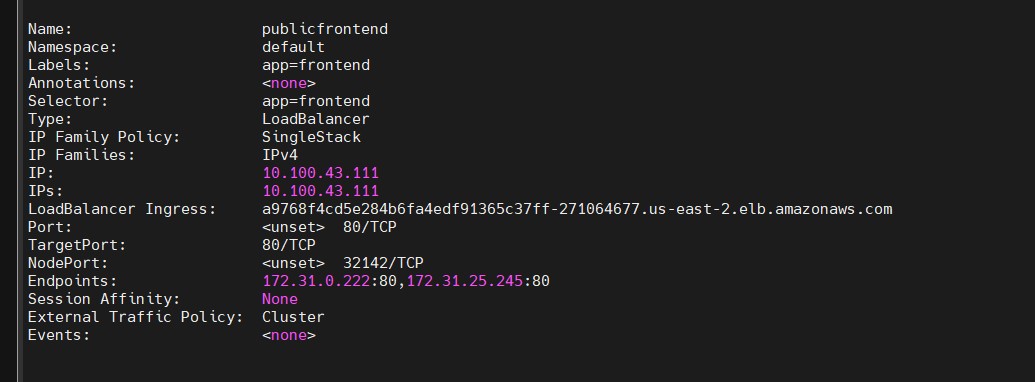 Name: publicfrontend
Namespace: default
Labels: app=frontend
Annotations: <none>
Selector: app=frontend
Type: LoadBalancer
IP Family Policy: SingleStack
IP Families: IPv4
IP: 10.100.43.111
IPs: 10.100.43.111
LoadBalancer Ingress: a9768f4cd5e284b6fa4edf91365c37ff-271064677.us-east-2.elb.amazonaws.com
Port: <unset> 80/TCP
TargetPort: 80/TCP
NodePort: <unset> 32142/TCP
Endpoints: 172.31.0.222:80,172.31.25.245:80
Session Affinity: None
External Traffic Policy: Cluster
Events: <none>